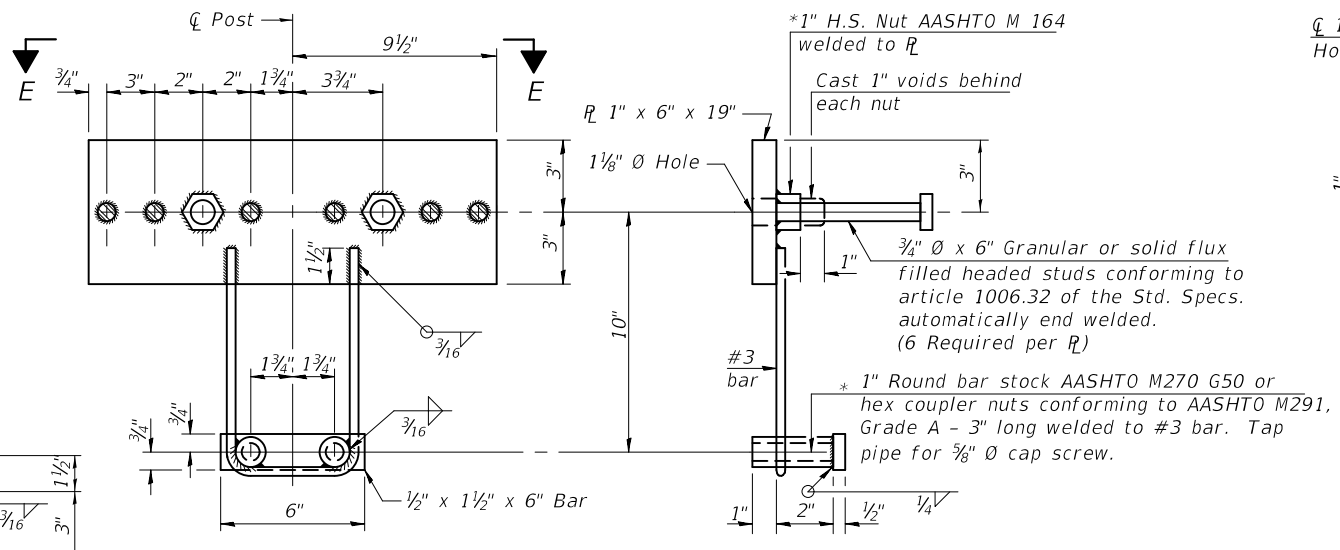 ℄ Post
9½"
E
E
¾"
3"
2"
2"
1¾"
3¾"
3"
3"
1½"
3/16
10"
1¾"
1¾"
¾"
¾"
3/16
½" x 1½" x 6" Bar
6"
1½"
3/16
3"
*1" H.S. Nut AASHTO M 164
welded to ⅊
Cast 1" voids behind
each nut
⅊ 1" x 6" x 19"
1⅛" Ø Hole
3"
1"
¾" Ø x 6" Granular or solid flux
filled headed studs conforming to
article 1006.32 of the Std. Specs.
automatically end welded.
(6 Required per ⅊)
#3
bar
* 1" Round bar stock AASHTO M270 G50 or
hex coupler nuts conforming to AASHTO M291,
Grade A - 3" long welded to #3 bar. Tap
pipe for ⅝" Ø cap screw.
1"
2"
½"
¼
℄
1"